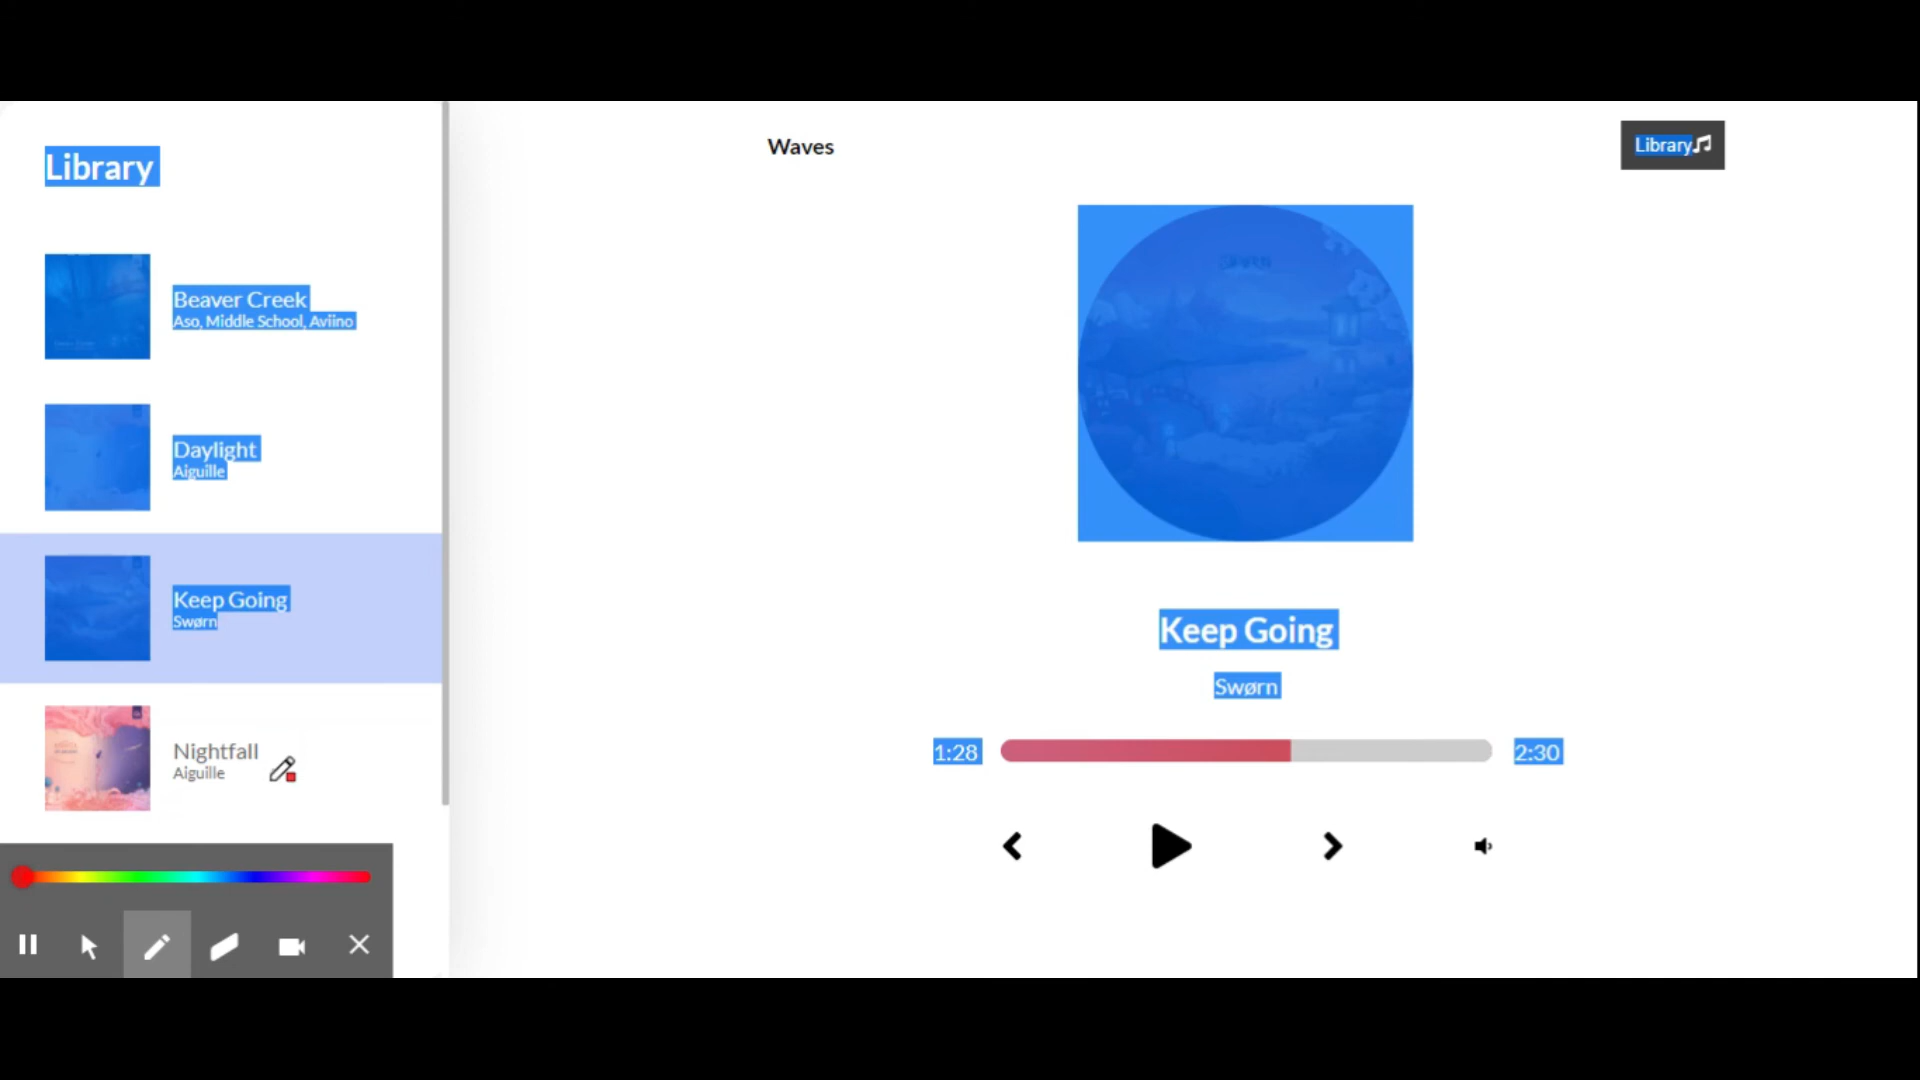 Library
Beaver Creek
Aso, Middle School, Aviino
Daylight
Aiguille
Keep Going
Swørn
Nightfall
Aiguille
Waves
Library
Keep Going
Swørn
1:28
2:30